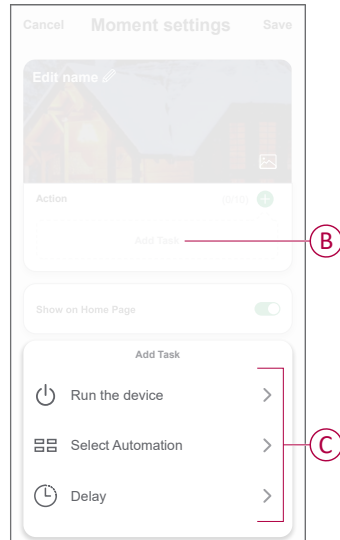 Cancel Moment settings Save
Edit name
Action (0/10)
Add Task
B
Show on Home Page
Add Task
Run the device
Select Automation
C
Delay